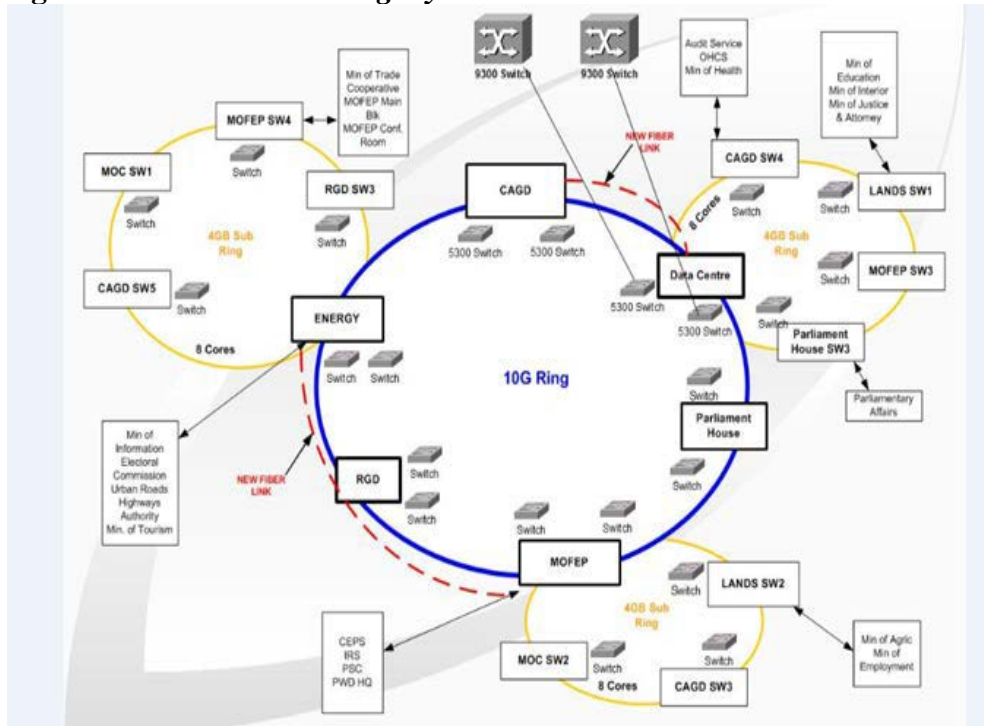 9300 Switch
9300 Switch
Audit Service
OHCS
Min of Health
Min of
Education
Min of Interior
Min of Justice
& Attorney
Min of Trade
Cooperative
MOFEP Main
Blk
MOFEP Conf.
Room
MOFEP SW4
Switch
MOC SW1
Switch
RGD SW3
Switch
4GB Sub
Ring
CAGD SW5
Switch
8 Cores
NEW FIBER
LINK
CAGD
5300 Switch
5300 Switch
CAGD SW4
Switch
8 Cores
LANDS SW1
Switch
4GB Sub
Ring
MOFEP SW3
Switch
Data Centre
5300 Switch
5300 Switch
Switch
Parliament
House SW3
Parliamentary
Affairs
ENERGY
Switch
Switch
10G Ring
Switch
Parliament
House
Switch
Min of
Information
Electoral
Commission
Urban Roads
Highways
Authority
Min. of Tourism
NEW FIBER
LINK
RGD
Switch
Switch
Switch
Switch
MOFEP
CEPS
IRS
PSC
PWD HQ
Switch
LANDS SW2
4GB Sub
Ring
MOC SW2
Switch
8 Cores
Switch
CAGD SW3
Min of Agric
Min of
Employment